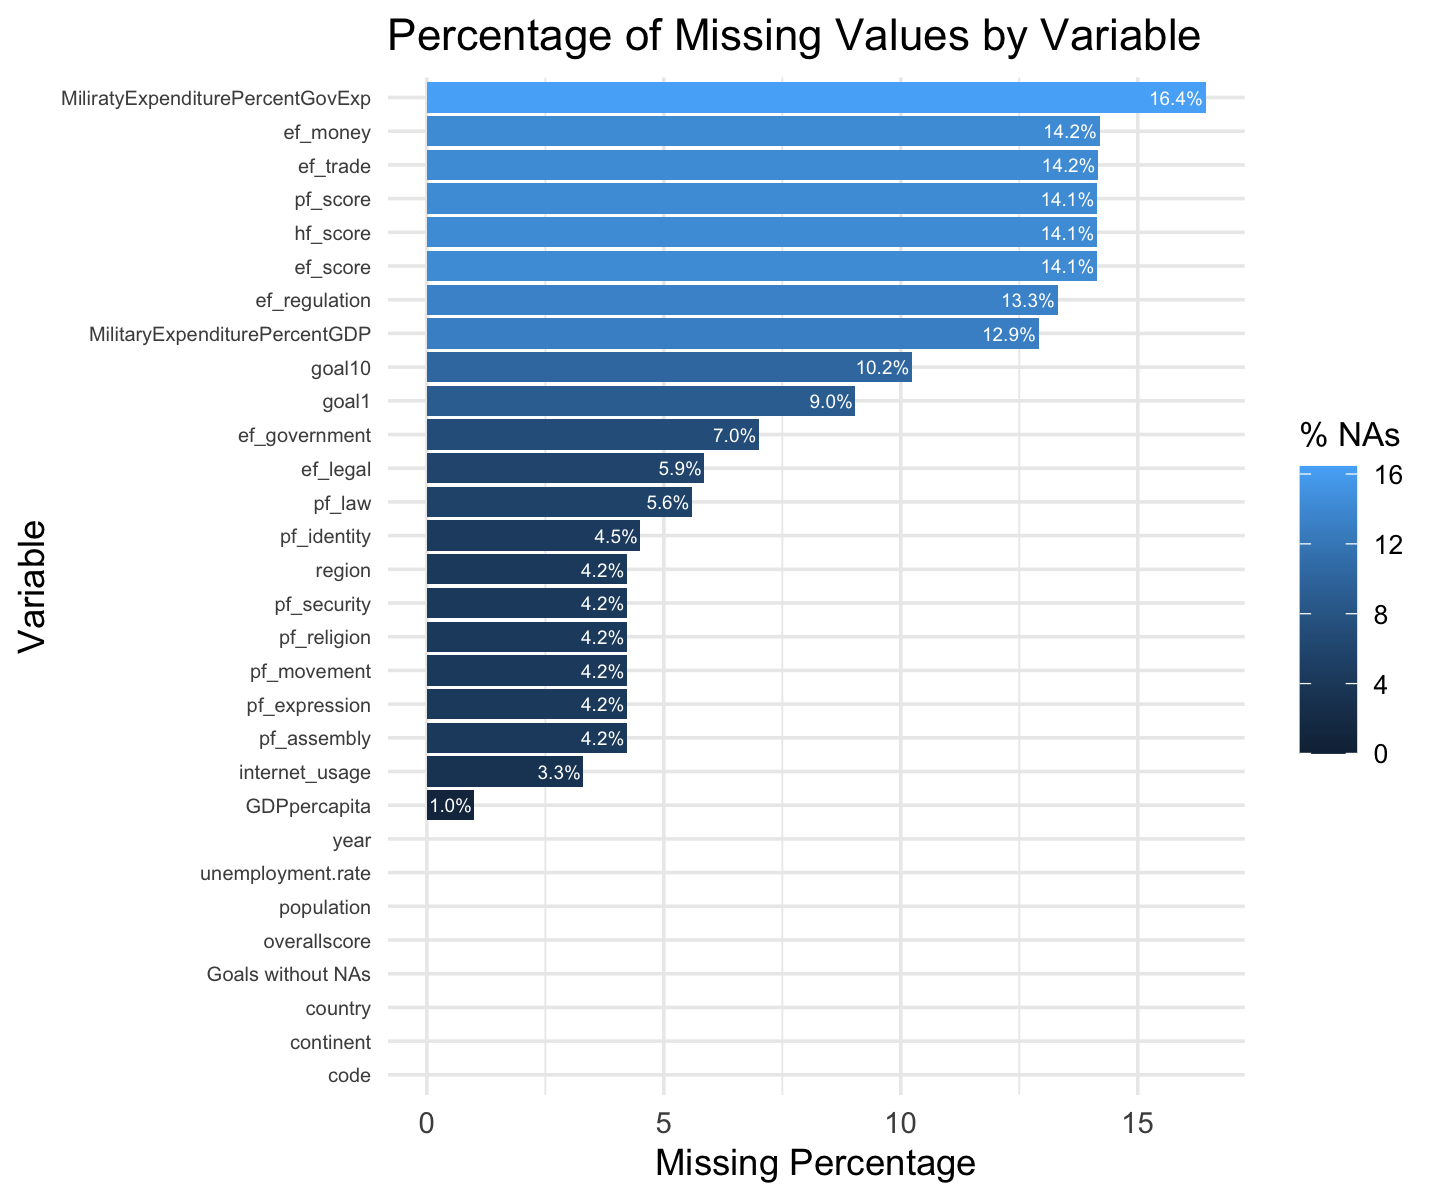 Percentage of Missing Values by Variable
MiliratyExpenditurePercentGovExp 16.4%
ef_money 14.2%
ef_trade 14.2%
pf_score 14.1%
hf_score 14.1%
ef_score 14.1%
ef_regulation 13.3%
MilitaryExpenditurePercentGDP 12.9%
goal10 10.2%
goal1 9.0%
ef_government 7.0%
ef_legal 5.9%
pf_law 5.6%
pf_identity 4.5%
region 4.2%
pf_security 4.2%
pf_religion 4.2%
pf_movement 4.2%
pf_expression 4.2%
pf_assembly 4.2%
internet_usage 3.3%
GDPpercapita 1.0%
year
unemployment.rate
population
overallscore
Goals without NAs
country
continent
code
Variable
0 5 10 15
Missing Percentage
% NAs
16
12
8
4
0